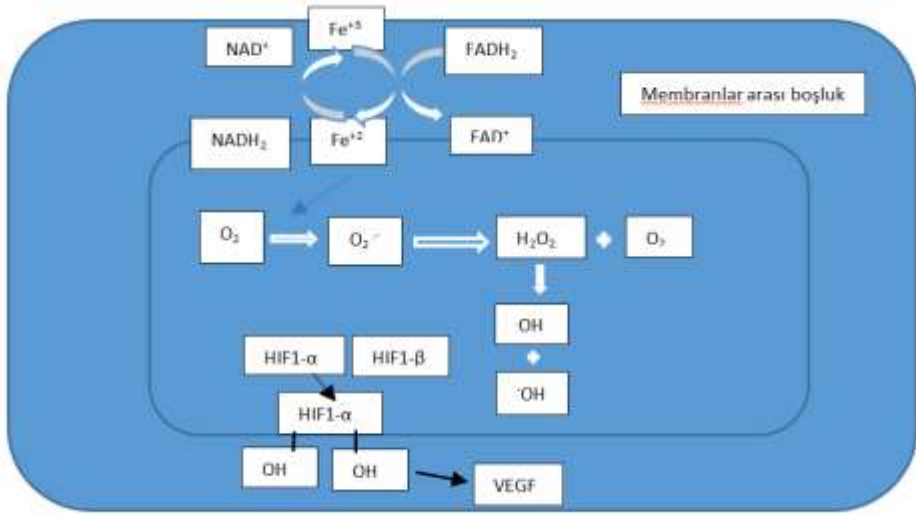 Fe⁺³
NAD⁺
FADH₂
Membranlar arası boşluk
NADH₂
Fe⁺²
FAD⁺
O₂
O₂⁻
H₂O₂
O₂
OH
HIF1-α
HIF1-β
˙OH
HIF1-α
OH
OH
VEGF